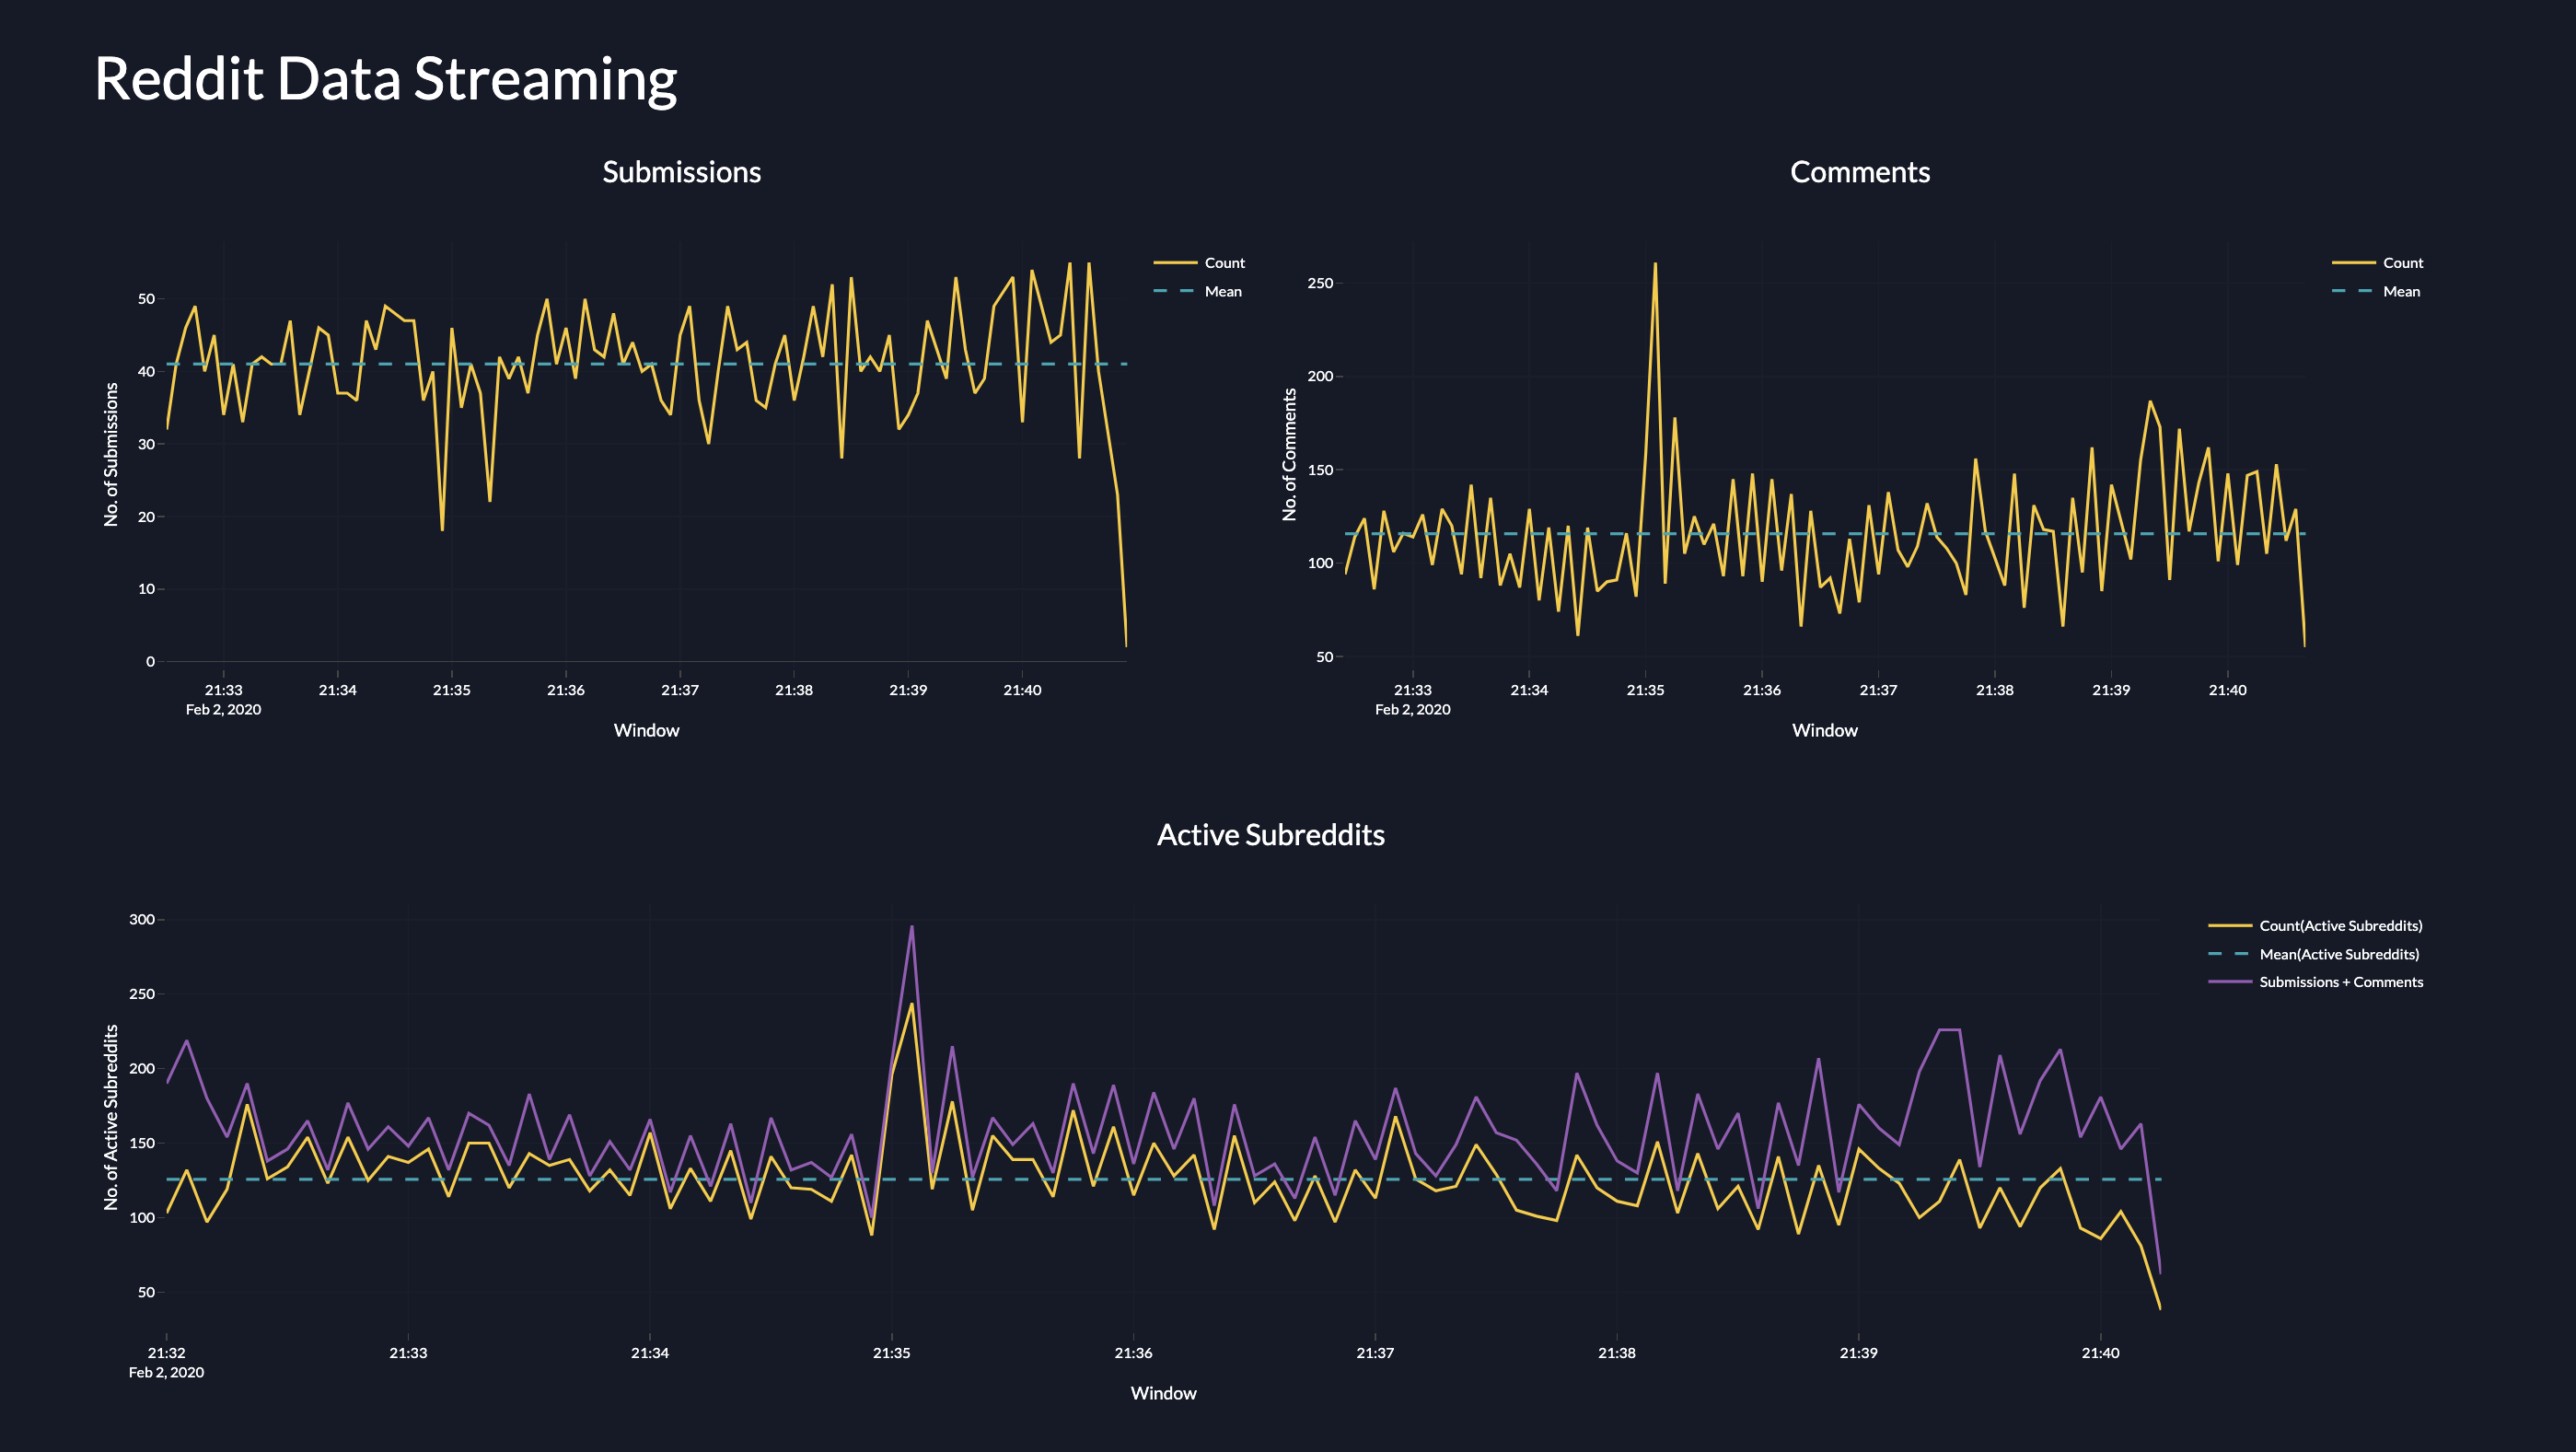 Reddit Data Streaming
Submissions
Count
Mean
No. of Submissions
50
40
30
20
10
0
21:33 21:34 21:35 21:36 21:37 21:38 21:39 21:40
Feb 2, 2020
Window
Comments
Count
Mean
No. of Comments
250
200
150
100
50
21:33 21:34 21:35 21:36 21:37 21:38 21:39 21:40
Feb 2, 2020
Window
Active Subreddits
Count(Active Subreddits)
Mean(Active Subreddits)
Submissions + Comments
No. of Active Subreddits
300
250
200
150
100
50
21:32 21:33 21:34 21:35 21:36 21:37 21:38 21:39 21:40
Feb 2, 2020
Window